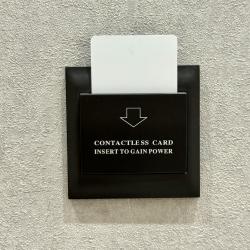 CONTACTLESS CARD
INSERT TO GAIN POWER